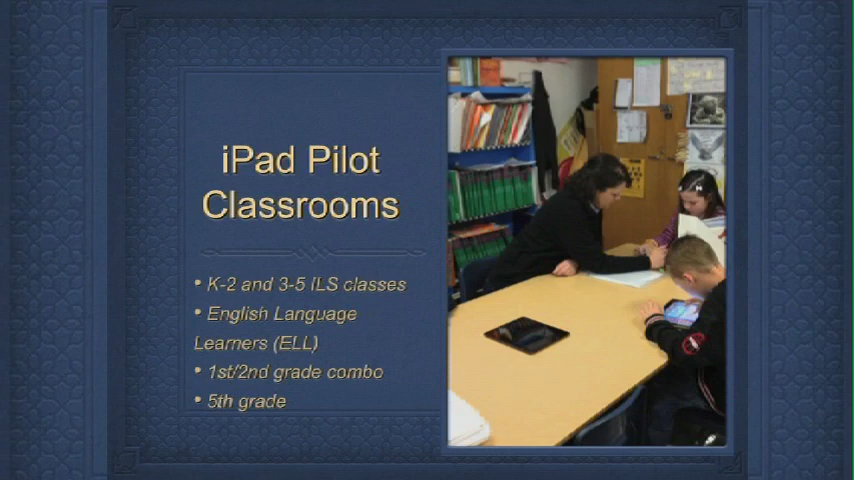 iPad Pilot
Classrooms
• K-2 and 3-5 ILS classes
• English Language
Learners (ELL)
• 1st/2nd grade combo
• 5th grade